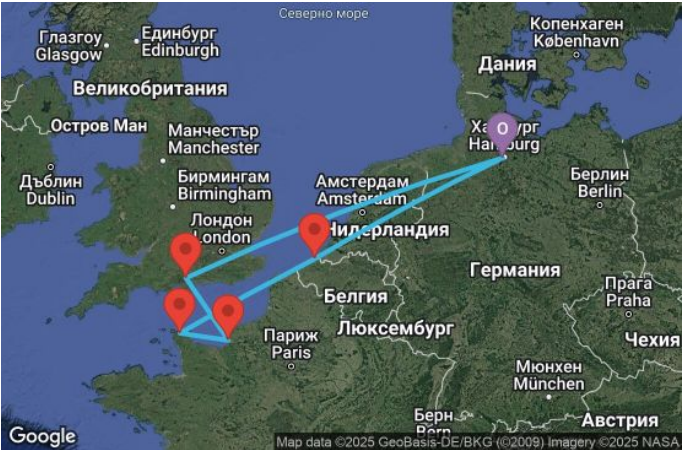 Северно море
Глазгоу
Glasgow
Единбург
Edinburgh
Копенхаген
København
Дания
Великобритания
Остров Ман
Манчестър
Manchester
O
Hamburg
Дъблин
Dublin
Бирмингам
Birmingham
Амстердам
Amsterdam
Берлин
Berlin
Лондон
London
Нидерландия
Германия
Белгия
Прага
Praha
Париж
Paris
Люксембург
Чехия
Мюнхен
München
Берн
Bern
Австрия
Google
Map data ©2025 GeoBasis-DE/BKG (©2009) Imagery ©2025 NASA